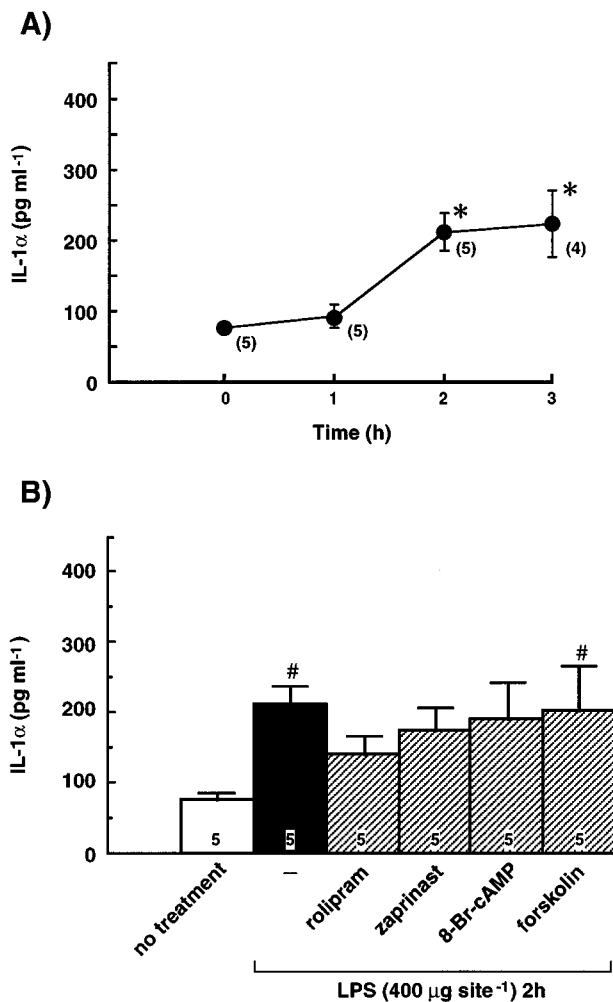 A)
400
300
200
100
0
IL-1α (pg ml⁻¹)
*
*
(5)
(5)
(5)
(4)
0 1 2 3
Time (h)
B)
400
300
200
100
0
IL-1α (pg ml⁻¹)
# #
5 5 5 5 5 5
no treatment – rolipram zaprinast 8-Br-cAMP forskolin
LPS (400 μg site⁻¹) 2h